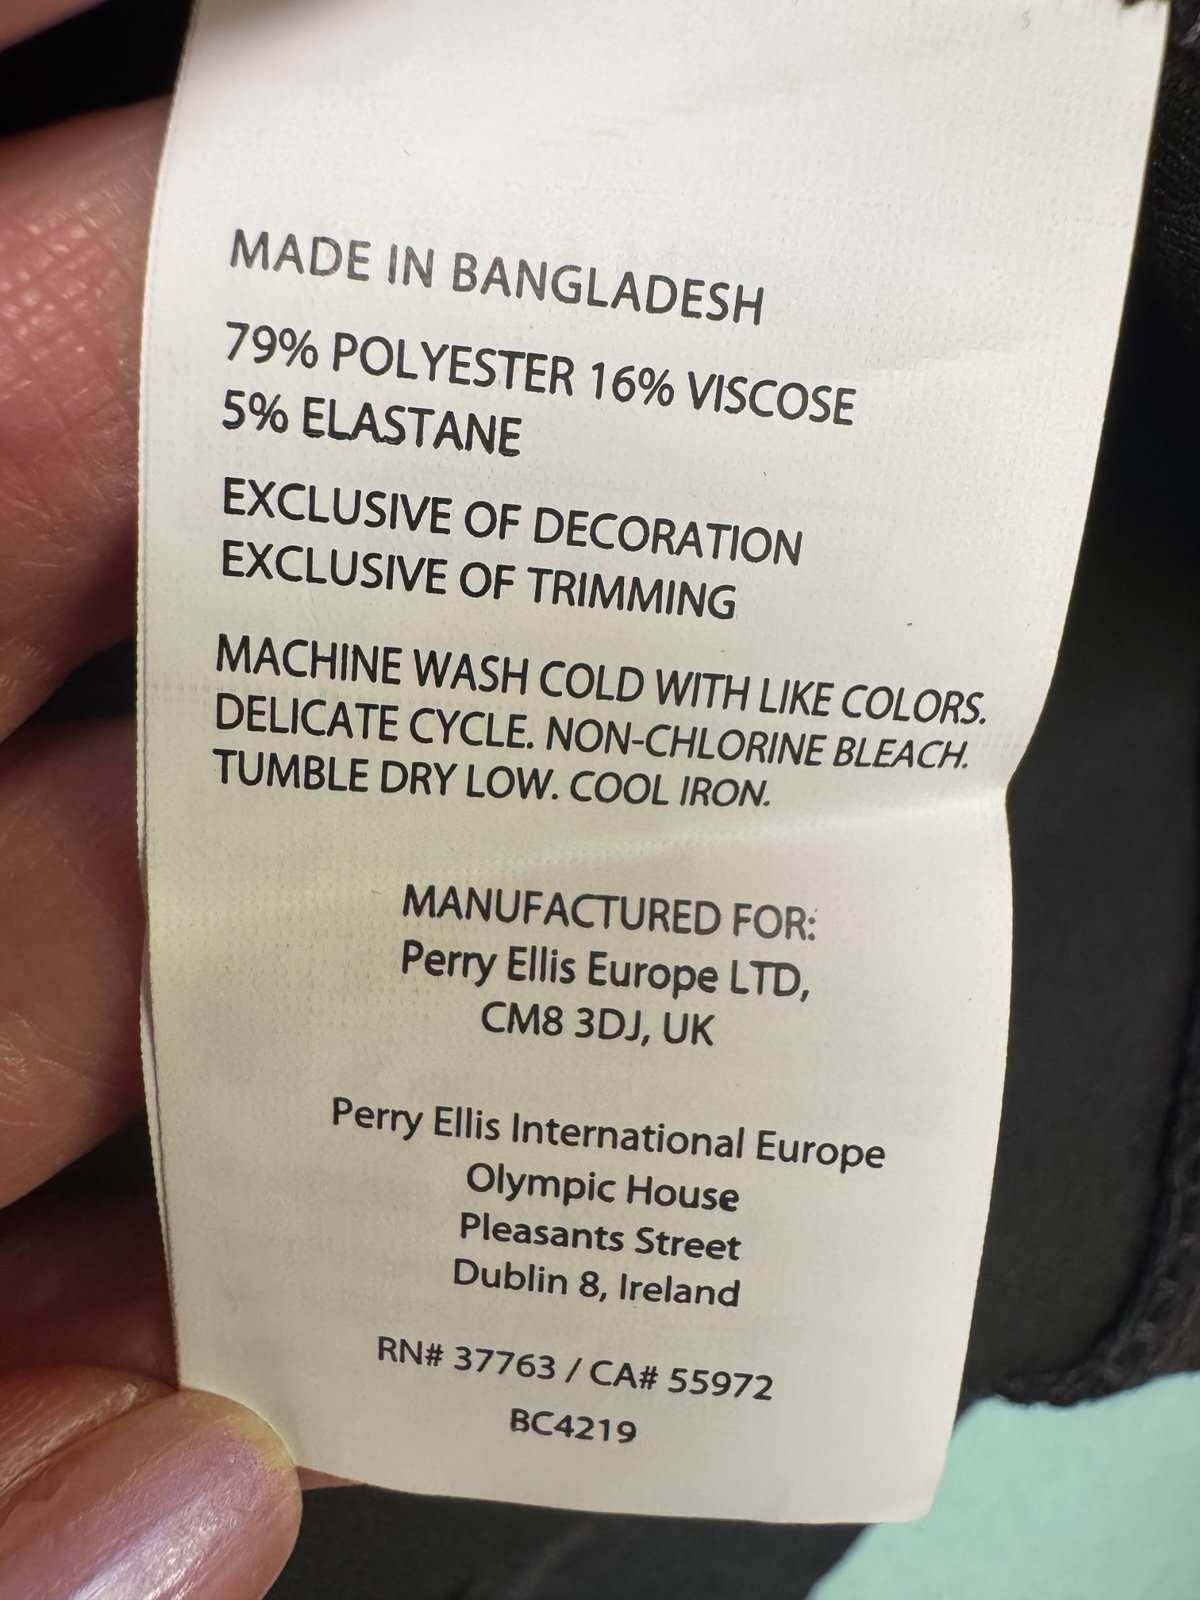 MADE IN BANGLADESH
79% POLYESTER 16% VISCOSE
5% ELASTANE
EXCLUSIVE OF DECORATION
EXCLUSIVE OF TRIMMING
MACHINE WASH COLD WITH LIKE COLORS.
DELICATE CYCLE. NON-CHLORINE BLEACH.
TUMBLE DRY LOW. COOL IRON.
MANUFACTURED FOR:
Perry Ellis Europe LTD,
CM8 3DJ, UK
Perry Ellis International Europe
Olympic House
Pleasants Street
Dublin 8, Ireland
RN# 37763 / CA# 55972
BC4219